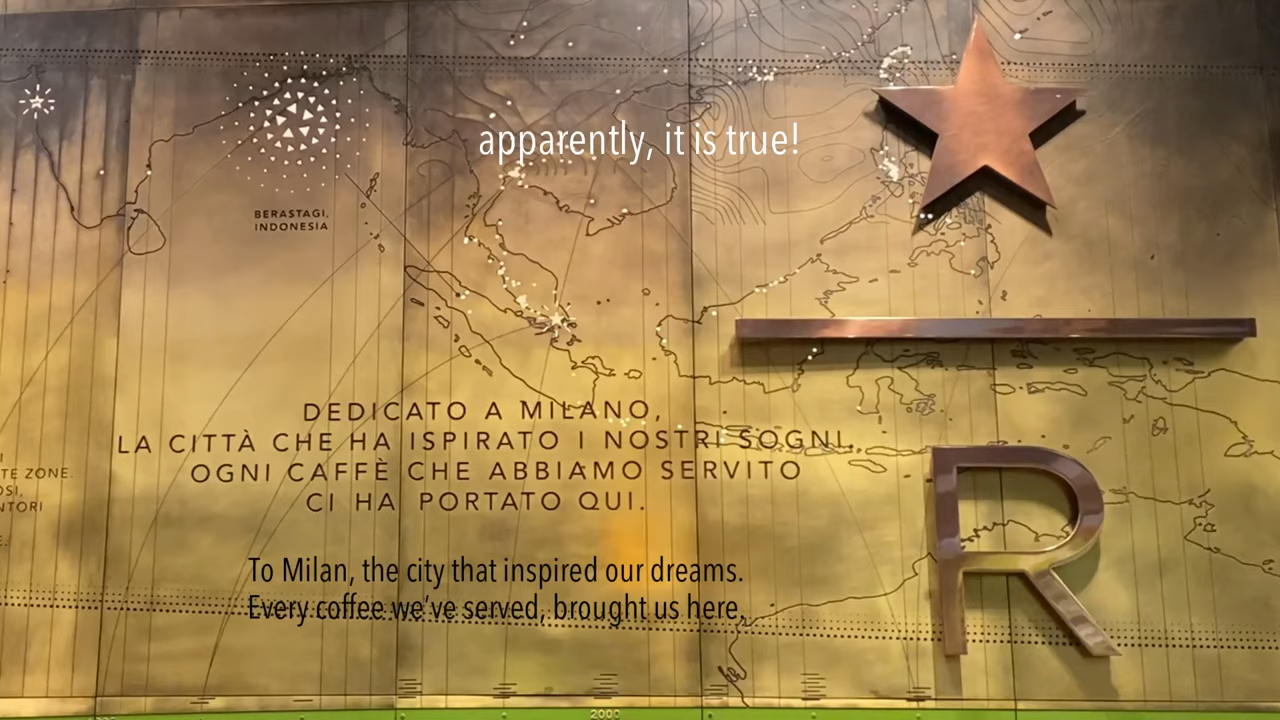 apparently, it is true!
BERASTAGI,
INDONESIA
DEDICATO A MILANO,
LA CITTÀ CHE HA ISPIRATO I NOSTRI SOGNI.
OGNI CAFFÈ CHE ABBIAMO SERVITO
CI HA PORTATO QUI.
TE ZONE.
To Milan, the city that inspired our dreams.
Every coffee we've served, brought us here.
R
2000